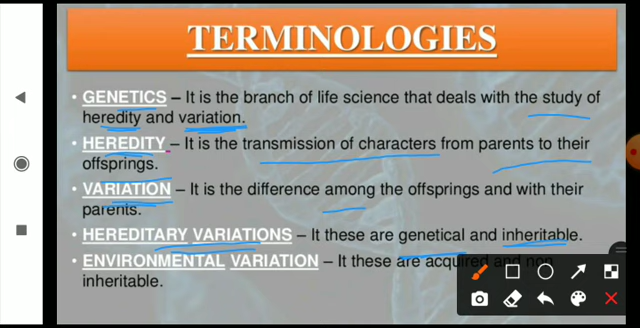 TERMINOLOGIES
• GENETICS – It is the branch of life science that deals with the study of
heredity and variation.
• HEREDITY – It is the transmission of characters from parents to their
offsprings.
• VARIATION – It is the difference among the offsprings and with their
parents.
• HEREDITARY VARIATIONS – It these are genetical and inheritable.
• ENVIRONMENTAL VARIATION – It these are acquired and non
inheritable.